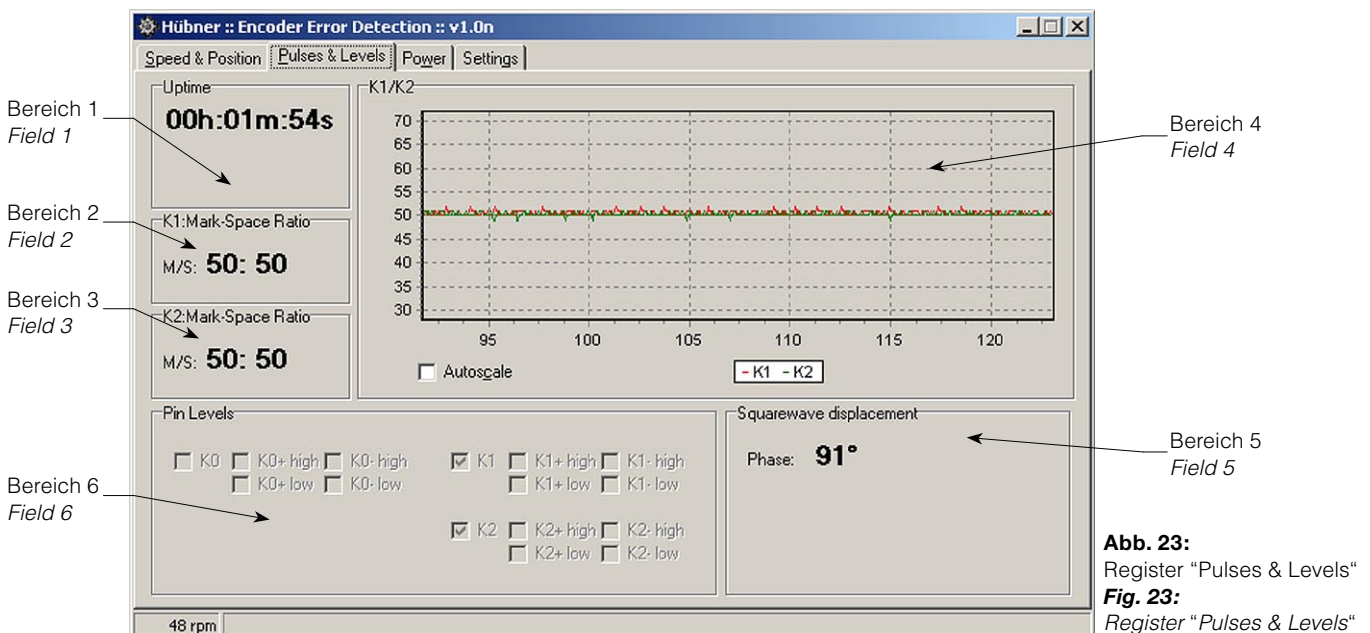 Hübner :: Encoder Error Detection :: v1.0n
Speed & Position Pulses & Levels Power Settings
Bereich 1
Field 1
Uptime
00h:01m:54s
Bereich 2
Field 2
K1:Mark-Space Ratio
M/S: 50: 50
Bereich 3
Field 3
K2:Mark-Space Ratio
M/S: 50: 50
K1/K2
70
65
60
55
50
45
40
35
30
95 100 105 110 115 120
Autoscale
- K1 - K2
Bereich 4
Field 4
Bereich 6
Field 6
Pin Levels
K0 K0+ high K0- high K1 K1+ high K1- high
K0+ low K0- low K1+ low K1- low
K2 K2+ high K2- high
K2+ low K2- low
Squarewave displacement
Phase: 91°
Bereich 5
Field 5
48 rpm
Abb. 23:
Register “Pulses & Levels“
Fig. 23:
Register “Pulses & Levels“